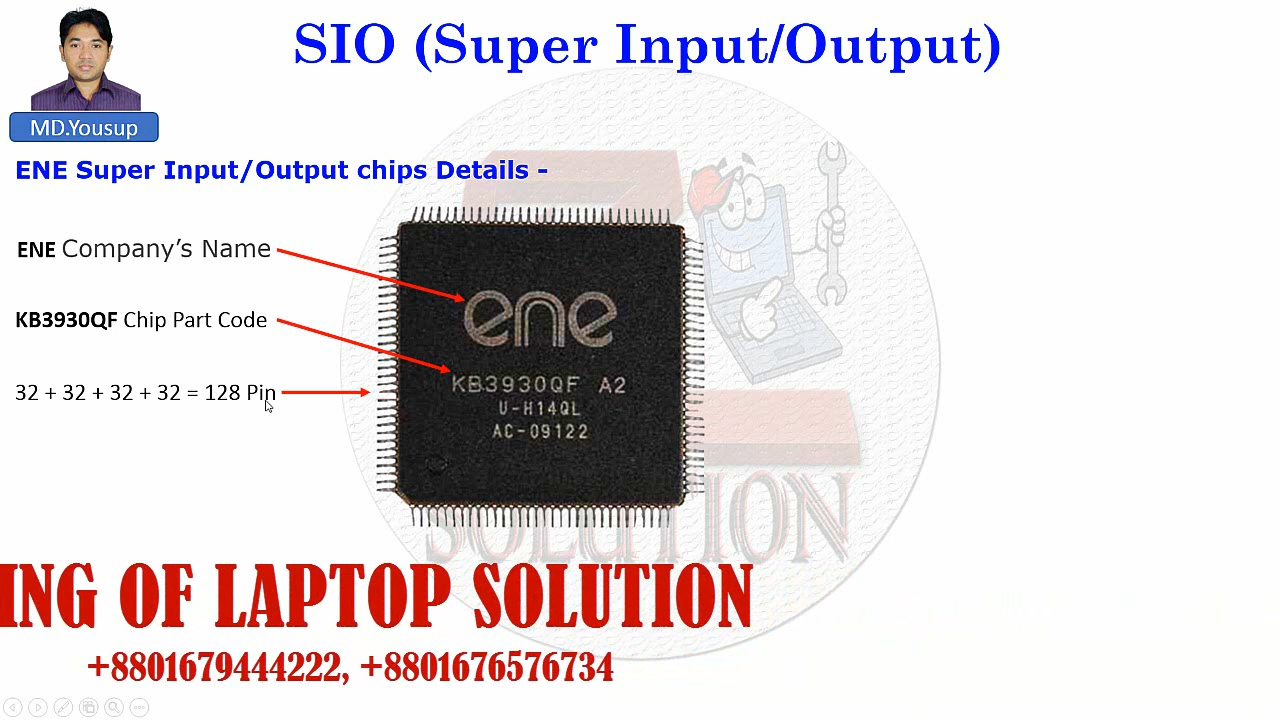 SIO (Super Input/Output)
MD.Yousup
ENE Super Input/Output chips Details -
ENE Company’s Name
KB3930QF Chip Part Code
32 + 32 + 32 + 32 = 128 Pin
ene
KB3930QF A2
U-H14QL
AC-09122
SOLUTION
ING OF LAPTOP SOLUTION
+8801679444222, +8801676576734